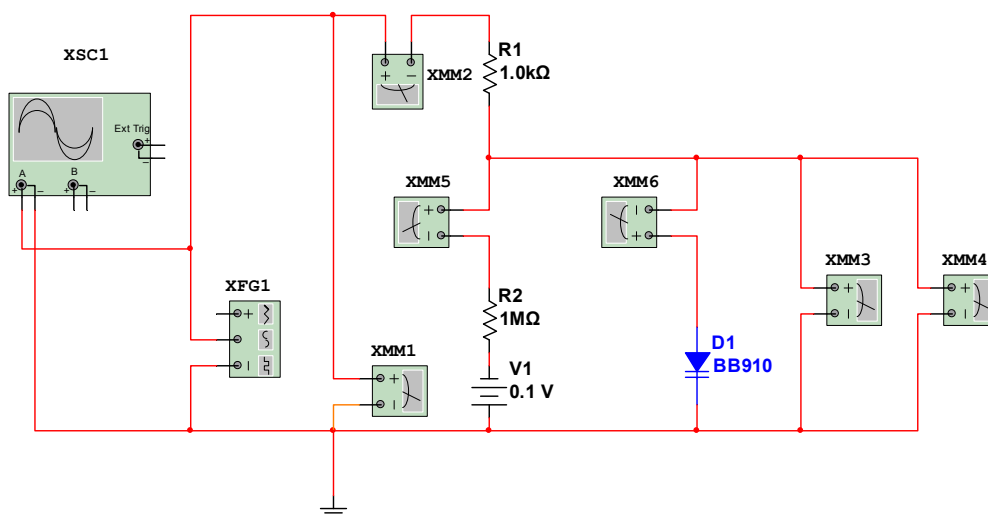 XSC1
Ext Trig
+
−
A
B
+ − + −
XMM2
+ −
R1
1.0kΩ
XMM5
+
−
XMM6
−
+
XFG1
+
−
XMM1
+
−
R2
1MΩ
V1
0.1 V
D1
BB910
XMM3
+
−
XMM4
+
−